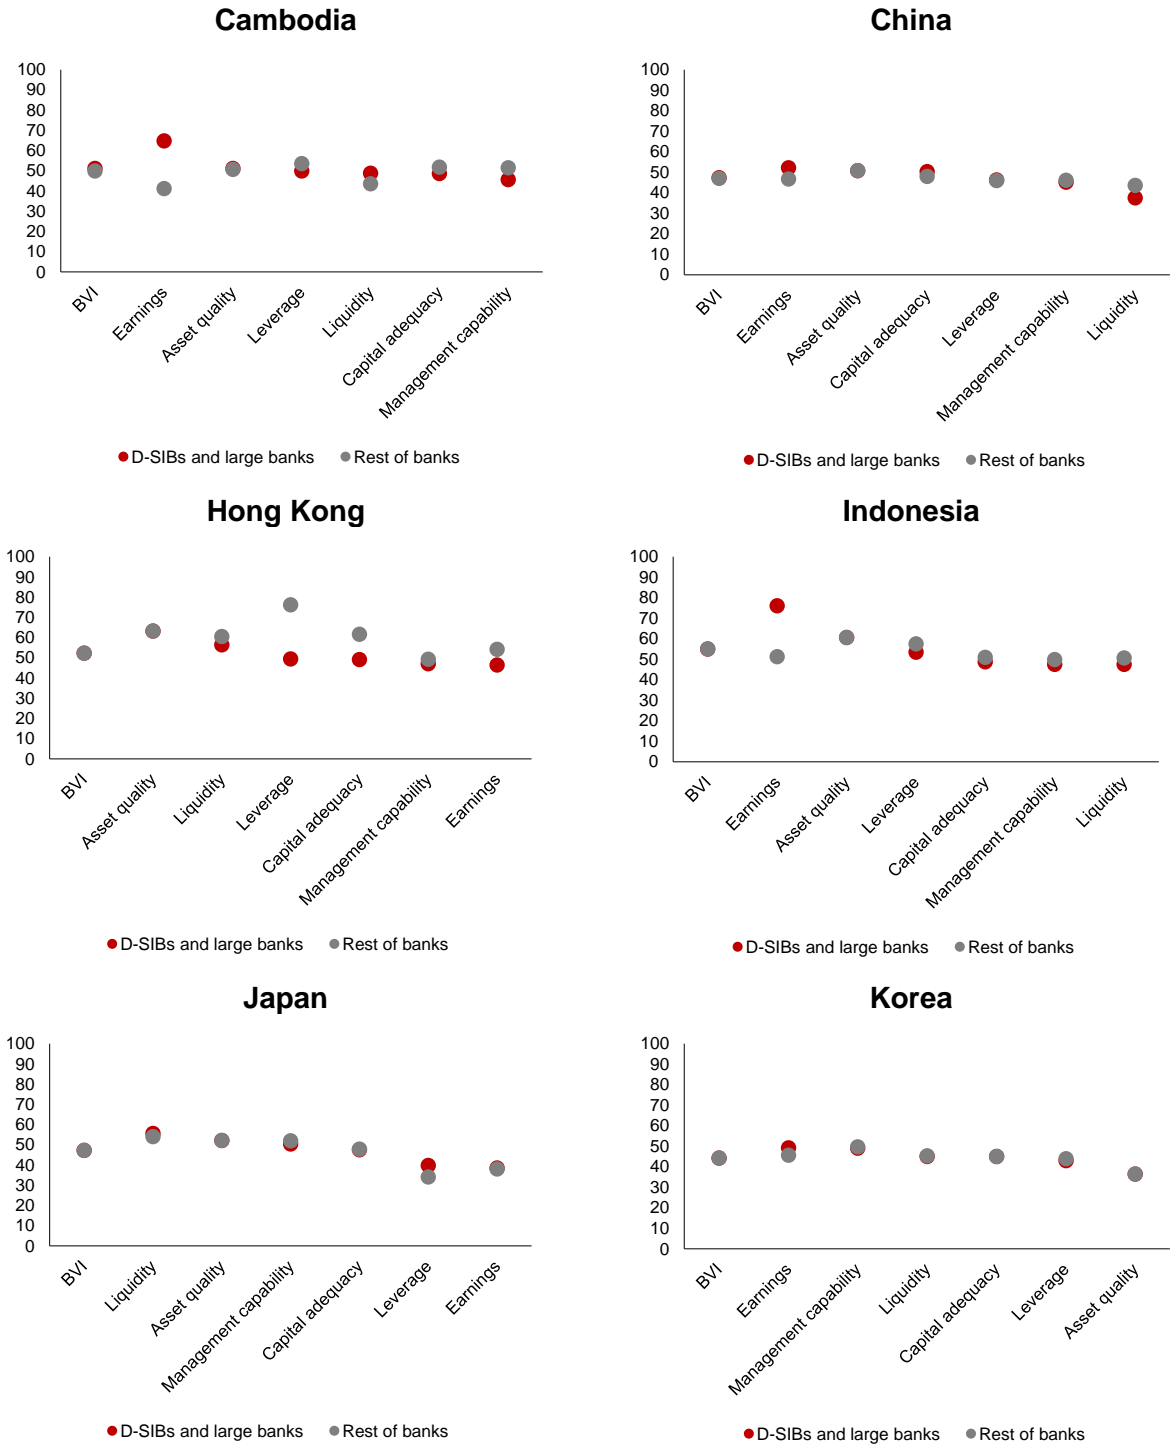 Cambodia
100
90
80
70
60
50
40
30
20
10
0
BVI
Earnings
Asset quality
Leverage
Liquidity
Capital adequacy
Management capability
D-SIBs and large banks Rest of banks
China
100
90
80
70
60
50
40
30
20
10
0
BVI
Earnings
Asset quality
Capital adequacy
Leverage
Management capability
Liquidity
D-SIBs and large banks Rest of banks
Hong Kong
100
90
80
70
60
50
40
30
20
10
0
BVI
Asset quality
Liquidity
Leverage
Capital adequacy
Management capability
Earnings
D-SIBs and large banks Rest of banks
Indonesia
100
90
80
70
60
50
40
30
20
10
0
BVI
Earnings
Asset quality
Leverage
Capital adequacy
Management capability
Liquidity
D-SIBs and large banks Rest of banks
Japan
100
90
80
70
60
50
40
30
20
10
0
BVI
Liquidity
Asset quality
Management capability
Capital adequacy
Leverage
Earnings
D-SIBs and large banks Rest of banks
Korea
100
90
80
70
60
50
40
30
20
10
0
BVI
Earnings
Management capability
Liquidity
Capital adequacy
Leverage
Asset quality
D-SIBs and large banks Rest of banks